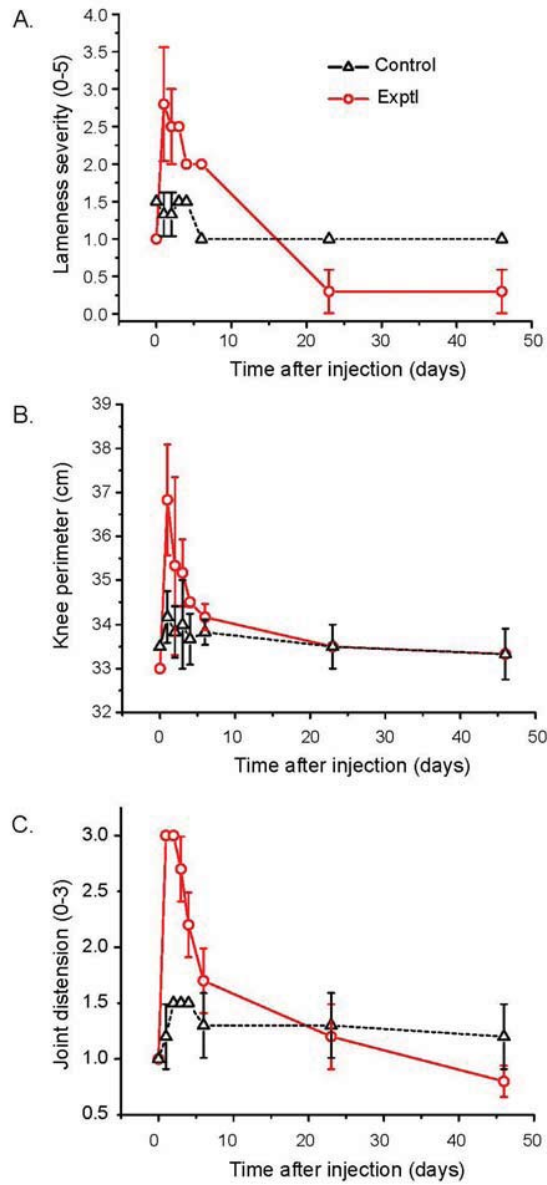 A.
Lameness severity (0-5)
4.0
3.5
3.0
2.5
2.0
1.5
1.0
0.5
0.0
Control
Exptl
0 10 20 30 40 50
Time after injection (days)
B.
Knee perimeter (cm)
39
38
37
36
35
34
33
32
0 10 20 30 40 50
Time after injection (days)
C.
Joint distension (0-3)
3.0
2.5
2.0
1.5
1.0
0.5
0 10 20 30 40 50
Time after injection (days)